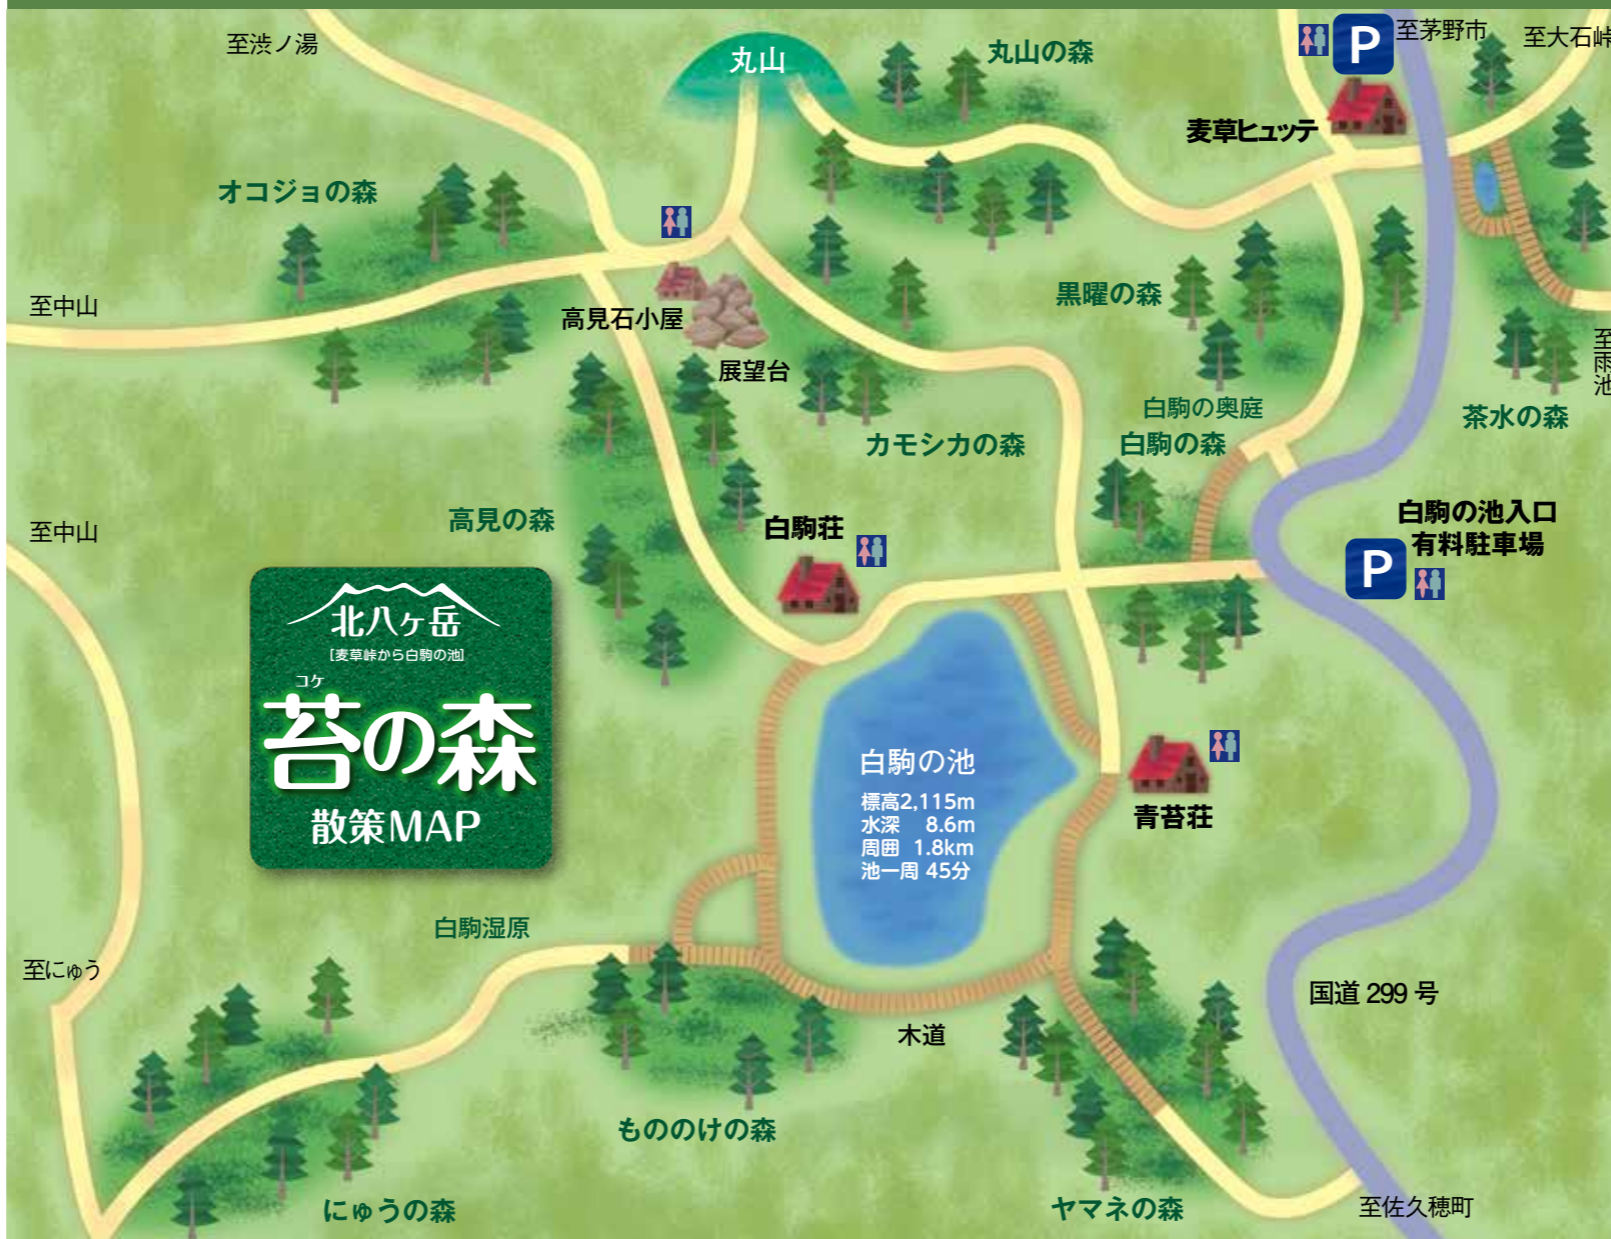 至渋ノ湯
丸山
丸山の森
P
至茅野市
至大石峠
麦草ヒュッテ
オコジョの森
至中山
高見石小屋
展望台
黒曜の森
至雨池
白駒の奥庭
白駒の森
茶水の森
カモシカの森
高見の森
至中山
白駒荘
白駒の池入口
有料駐車場
P
北八ヶ岳
[麦草峠から白駒の池]
コケ
苔の森
散策MAP
白駒の池
標高2,115m
水深 8.6m
周囲 1.8km
池一周 45分
青苔荘
白駒湿原
至にゅう
国道 299 号
木道
もののけの森
にゅうの森
ヤマネの森
至佐久穂町